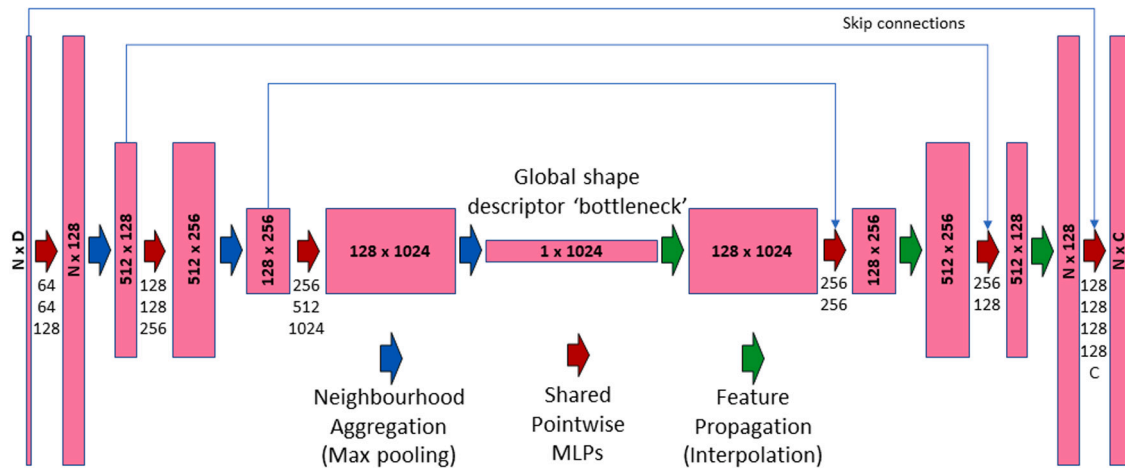 Skip connections
Global shape
descriptor ‘bottleneck’
N x D
64
64
128
N x 128
512 x 128
128
128
256
512 x 256
128 x 256
256
512
1024
128 x 1024
1 x 1024
128 x 1024
256
256
128 x 256
512 x 256
256
128
512 x 128
N x 128
128
128
128
128
C
N x C
Neighbourhood
Aggregation
(Max pooling)
Shared
Pointwise
MLPs
Feature
Propagation
(Interpolation)